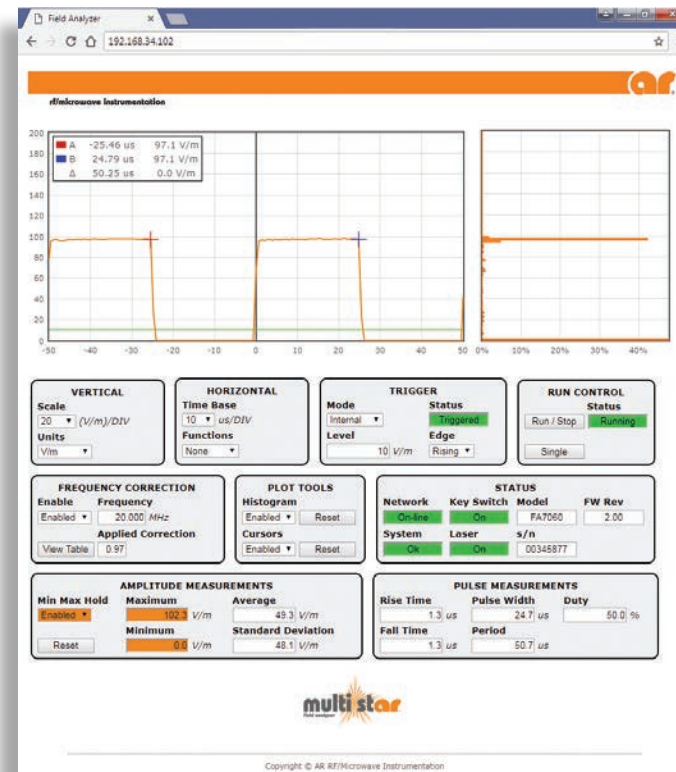 Field Analyzer
192.168.34.102
ar
rf/microwave instrumentation
A -25.46 us 97.1 V/m
B 24.79 us 97.1 V/m
Δ 50.25 us 0.0 V/m
200
180
160
140
120
100
80
60
40
20
0
-50 -40 -30 -20 -10 0 10 20 30 40 50
0% 10% 20% 30% 40%
VERTICAL
Scale
20 (V/m)/DIV
Units
V/m
HORIZONTAL
Time Base
10 us/DIV
Functions
None
TRIGGER
Mode Status
Internal Triggered
Level Edge
10 V/m Rising
RUN CONTROL
Status
Run / Stop Running
Single
FREQUENCY CORRECTION
Enable Frequency
Enabled 20.000 MHz
Applied Correction
View Table 0.97
PLOT TOOLS
Histogram
Enabled Reset
Cursors
Enabled Reset
STATUS
Network Key Switch Model FW Rev
On-line On FA7060 2.00
System Laser s/n
Ok On 00345877
AMPLITUDE MEASUREMENTS
Min Max Hold Maximum Average
Enabled 102.3 V/m 49.3 V/m
Minimum Standard Deviation
Reset 0.0 V/m 48.1 V/m
PULSE MEASUREMENTS
Rise Time Pulse Width Duty
1.3 us 24.7 us 50.0 %
Fall Time Period
1.3 us 50.7 us
multi star
field analyzer
Copyright © AR RF/Microwave Instrumentation